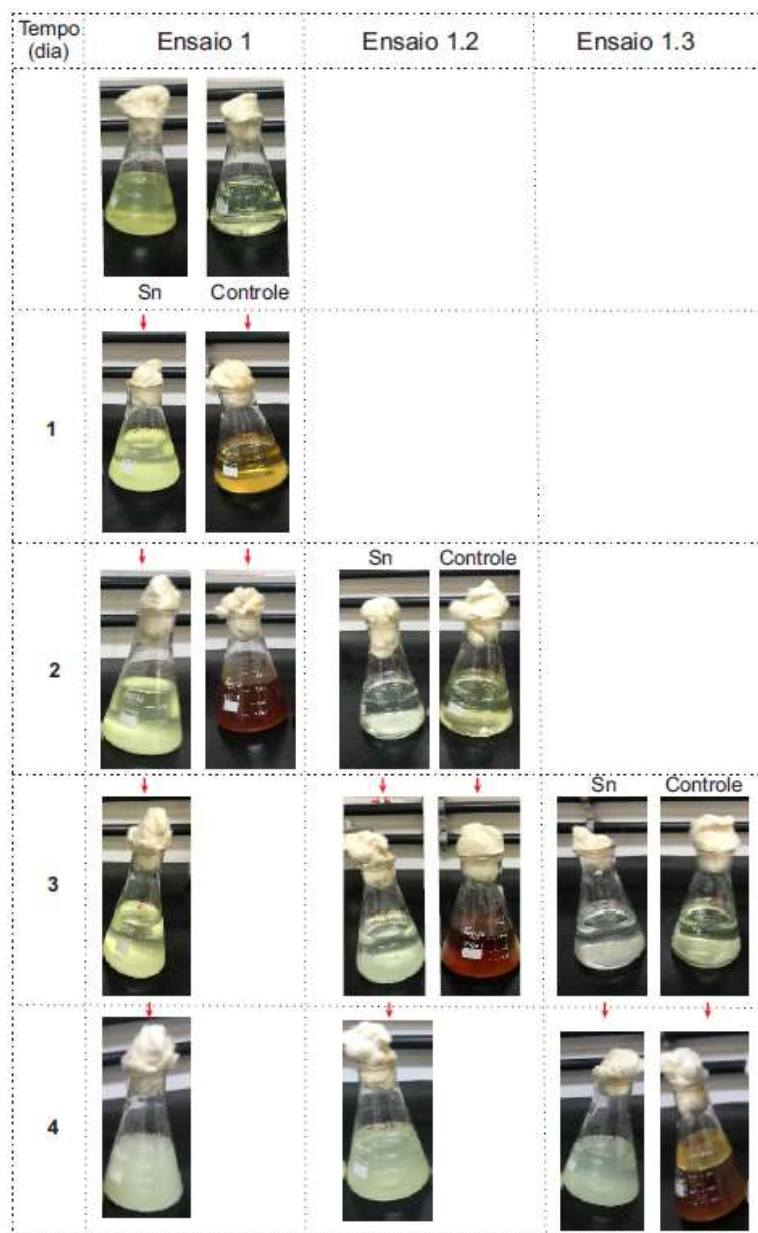 Tempo
(dia)
Ensaio 1
Ensaio 1.2
Ensaio 1.3
Sn
Controle
1
2
Sn
Controle
3
Sn
Controle
4